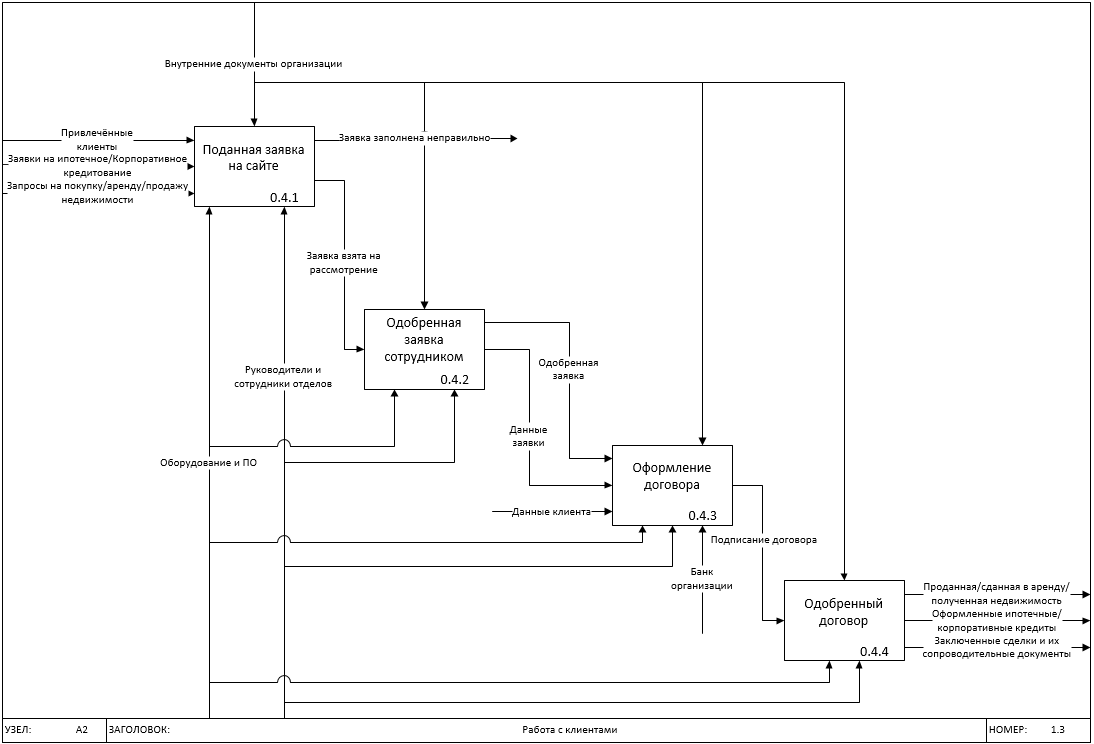 Внутренние документы организации
Привлечённые
клиенты
Заявки на ипотечное/Корпоративное
кредитование
Запросы на покупку/аренду/продажу
недвижимости
Поданная заявка
на сайте
0.4.1
Заявка заполнена неправильно
Заявка взята на
рассмотрение
Одобренная
заявка
сотрудником
0.4.2
Руководители и
сотрудники отделов
Одобренная
заявка
Данные
заявки
Оборудование и ПО
Оформление
договора
0.4.3
Данные клиента
Подписание договора
Банк
организации
Одобренный
договор
0.4.4
Проданная/сданная в аренду/
полученная недвижимость
Оформленные ипотечные/
корпоративные кредиты
Заключенные сделки и их
сопроводительные документы
УЗЕЛ: A2 ЗАГОЛОВОК: Работа с клиентами НОМЕР: 1.3